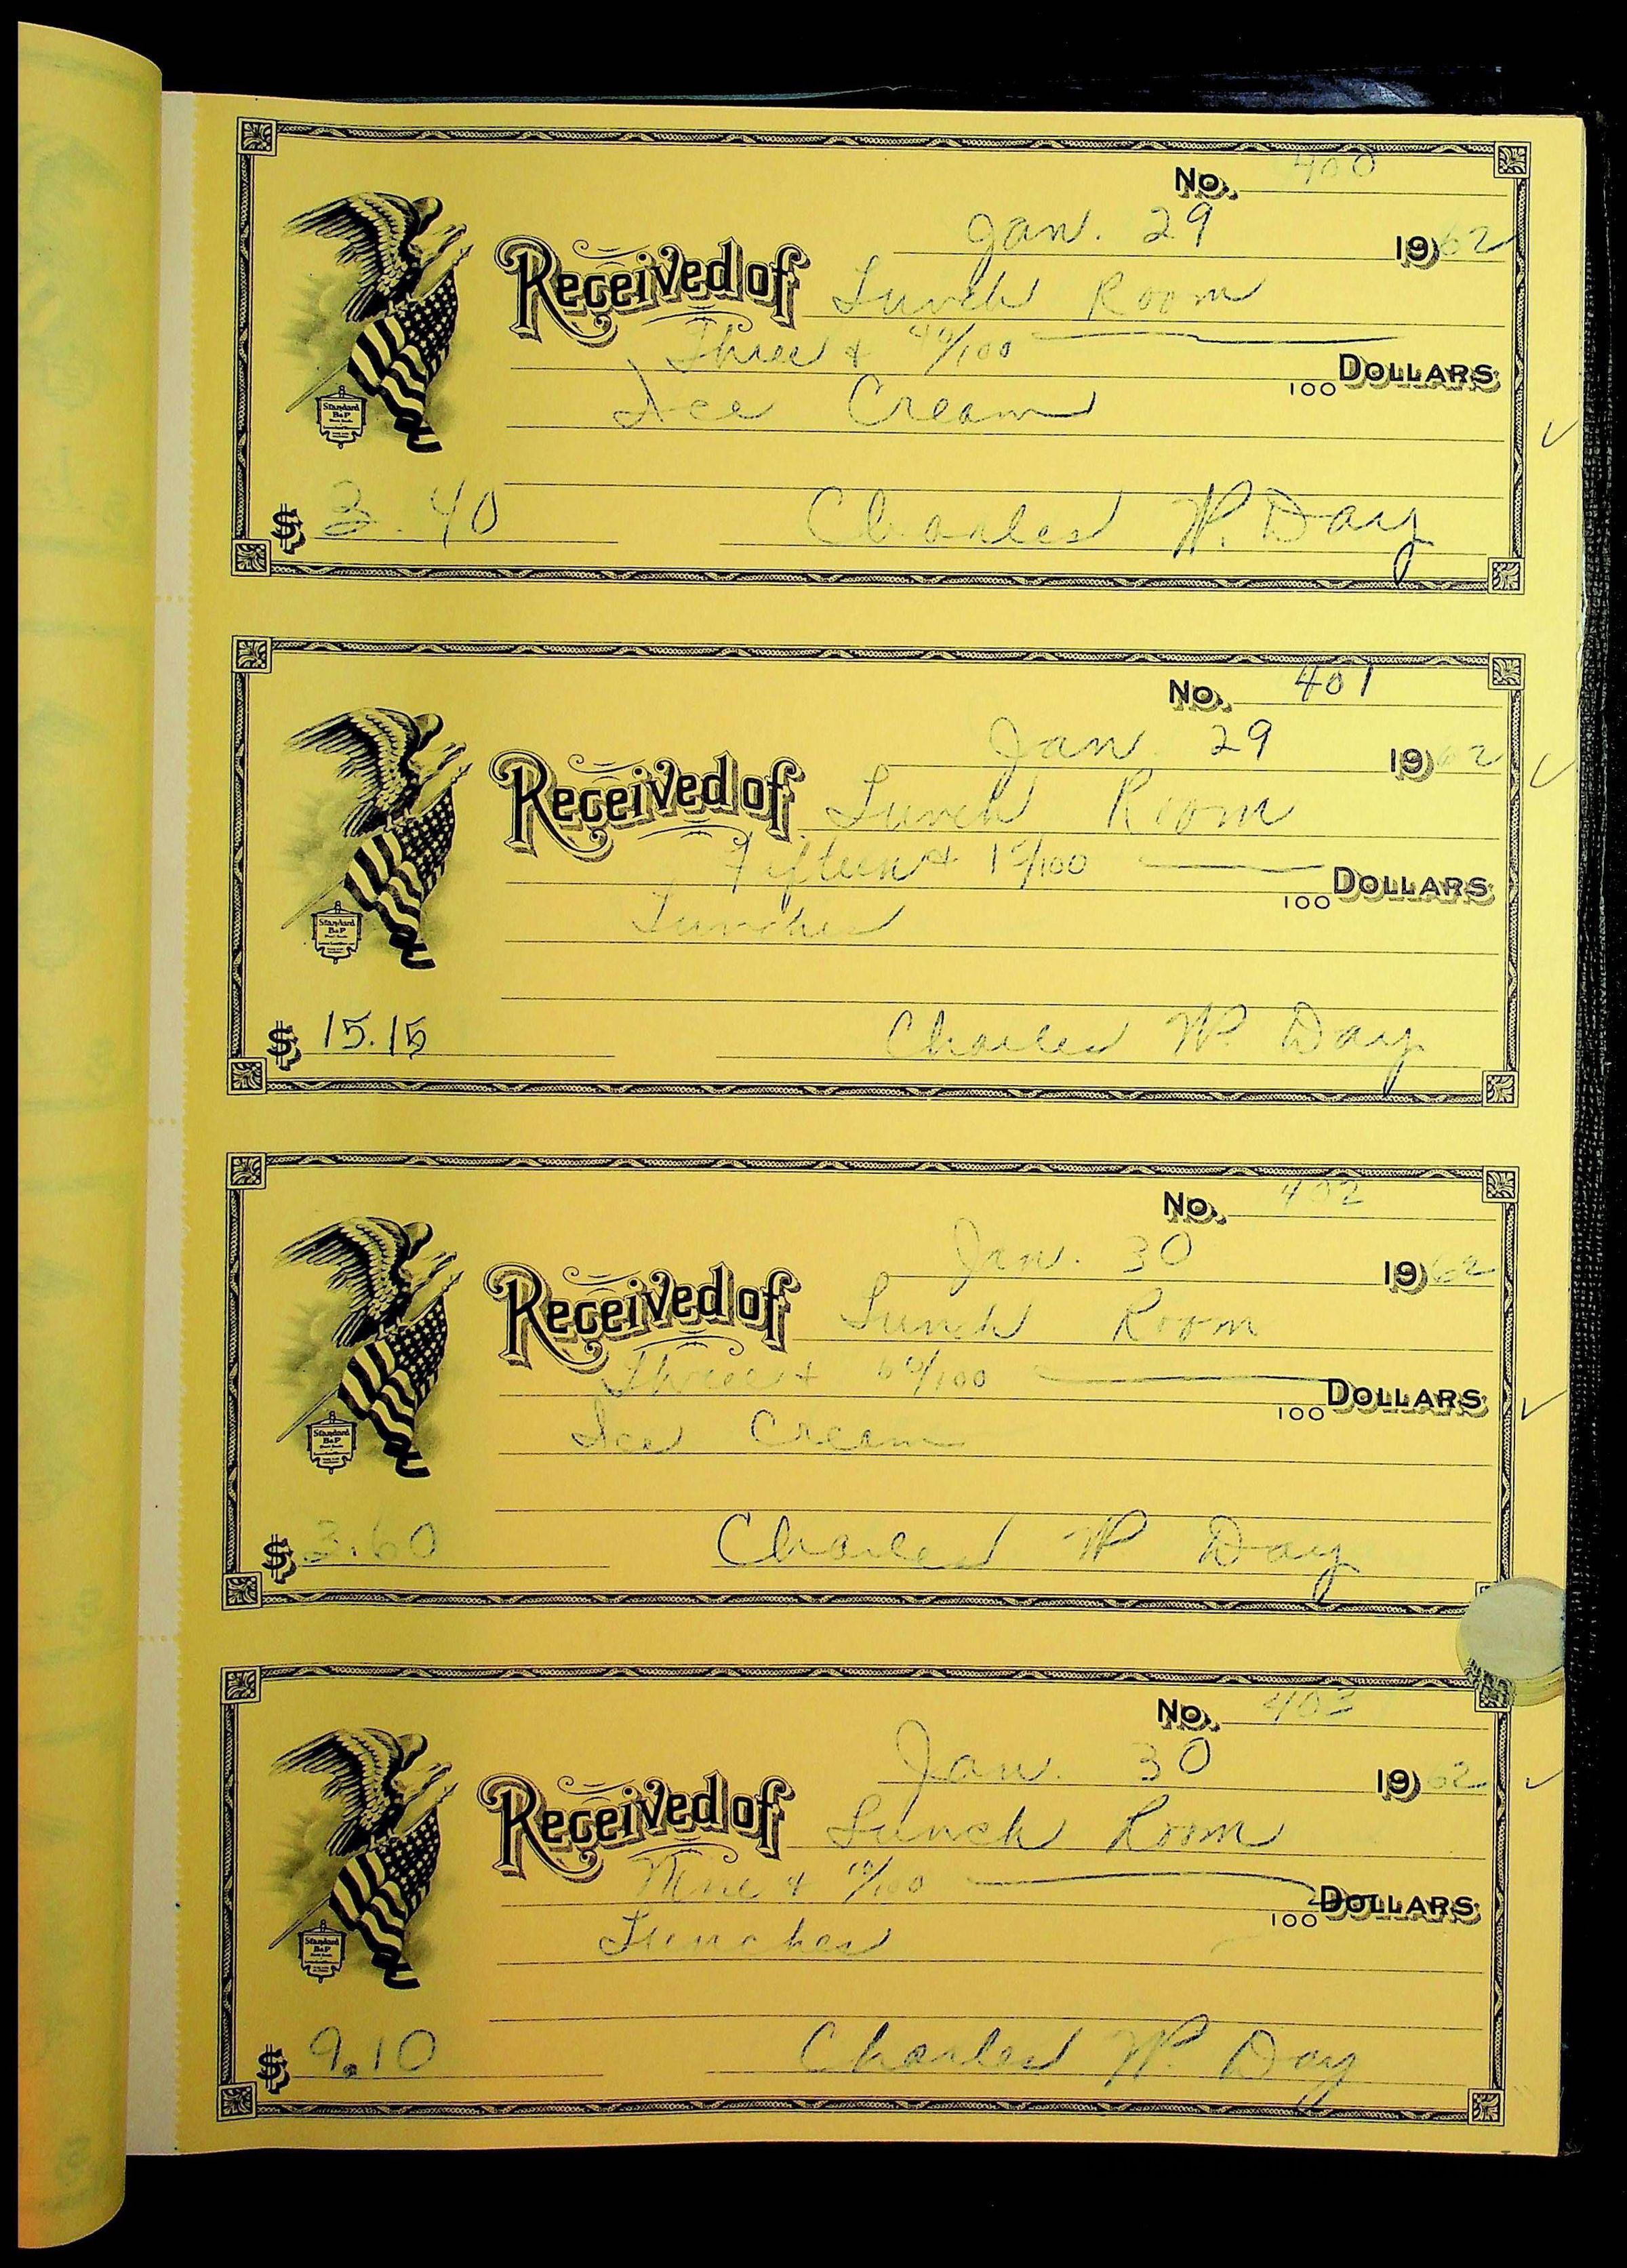 No. 400
Jan. 29 1962
Received of Lunch Room
Three & 40/100
100 DOLLARS
Ice Cream
Standard
B&P
$ 3.40 Charles W. Day
No. 401
Jan. 29 1962
Received of Lunch Room
Fifteen & 15/100
100 DOLLARS
Lunches
Standard
B&P
$ 15.15 Charles W. Day
No. 402
Jan. 30 1962
Received of Lunch Room
Three & 60/100
100 DOLLARS
Ice Cream
Standard
B&P
$ 3.60 Charles W. Day
No. 403
Jan. 30 1962
Received of Lunch Room
Nine & 10/100
100 DOLLARS
Lunches
Standard
B&P
$ 9.10 Charles W. Day